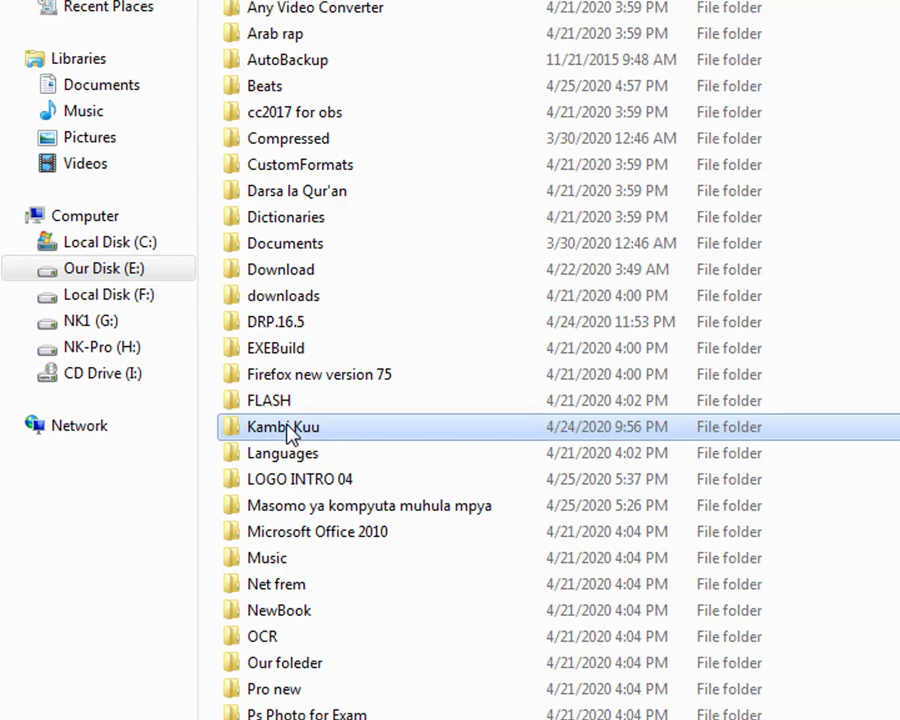 Recent Places
Libraries
Documents
Music
Pictures
Videos
Computer
Local Disk (C:)
Our Disk (E:)
Local Disk (F:)
NK1 (G:)
NK-Pro (H:)
CD Drive (I:)
Network
Any Video Converter 4/21/2020 3:59 PM File folder
Arab rap 4/21/2020 3:59 PM File folder
AutoBackup 11/21/2015 9:48 AM File folder
Beats 4/25/2020 4:57 PM File folder
cc2017 for obs 4/21/2020 3:59 PM File folder
Compressed 3/30/2020 12:46 AM File folder
CustomFormats 4/21/2020 3:59 PM File folder
Darsa la Qur'an 4/21/2020 3:59 PM File folder
Dictionaries 4/21/2020 3:59 PM File folder
Documents 3/30/2020 12:46 AM File folder
Download 4/22/2020 3:49 AM File folder
downloads 4/21/2020 4:00 PM File folder
DRP.16.5 4/24/2020 11:53 PM File folder
EXEBuild 4/21/2020 4:00 PM File folder
Firefox new version 75 4/21/2020 4:00 PM File folder
FLASH 4/21/2020 4:02 PM File folder
Kambi Kuu 4/24/2020 9:56 PM File folder
Languages 4/21/2020 4:02 PM File folder
LOGO INTRO 04 4/25/2020 5:37 PM File folder
Masomo ya kompyuta muhula mpya 4/25/2020 5:26 PM File folder
Microsoft Office 2010 4/21/2020 4:04 PM File folder
Music 4/21/2020 4:04 PM File folder
Net frem 4/21/2020 4:04 PM File folder
NewBook 4/21/2020 4:04 PM File folder
OCR 4/21/2020 4:04 PM File folder
Our foleder 4/21/2020 4:04 PM File folder
Pro new 4/21/2020 4:04 PM File folder
Ps Photo for Exam 4/21/2020 4:04 PM File folder